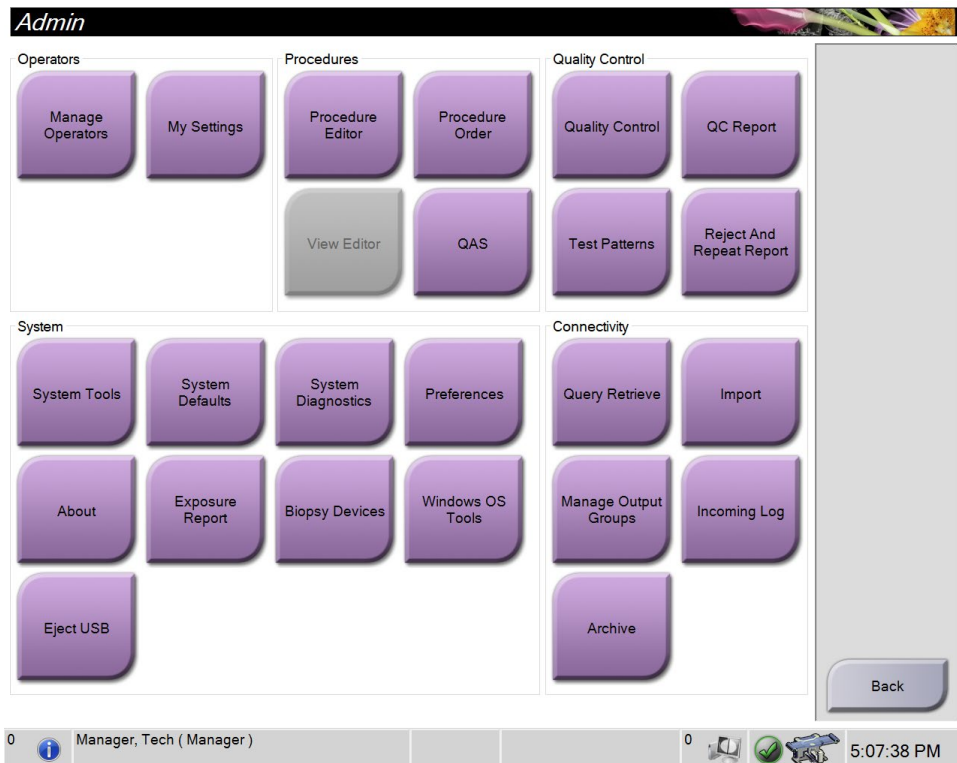 Admin
Operators
Manage
Operators
My Settings
Procedures
Procedure
Editor
Procedure
Order
View Editor
QAS
Quality Control
Quality Control
QC Report
Test Patterns
Reject And
Repeat Report
System
System Tools
System
Defaults
System
Diagnostics
Preferences
About
Exposure
Report
Biopsy Devices
Windows OS
Tools
Eject USB
Connectivity
Query Retrieve
Import
Manage Output
Groups
Incoming Log
Archive
Back
0
Manager, Tech ( Manager )
0
5:07:38 PM